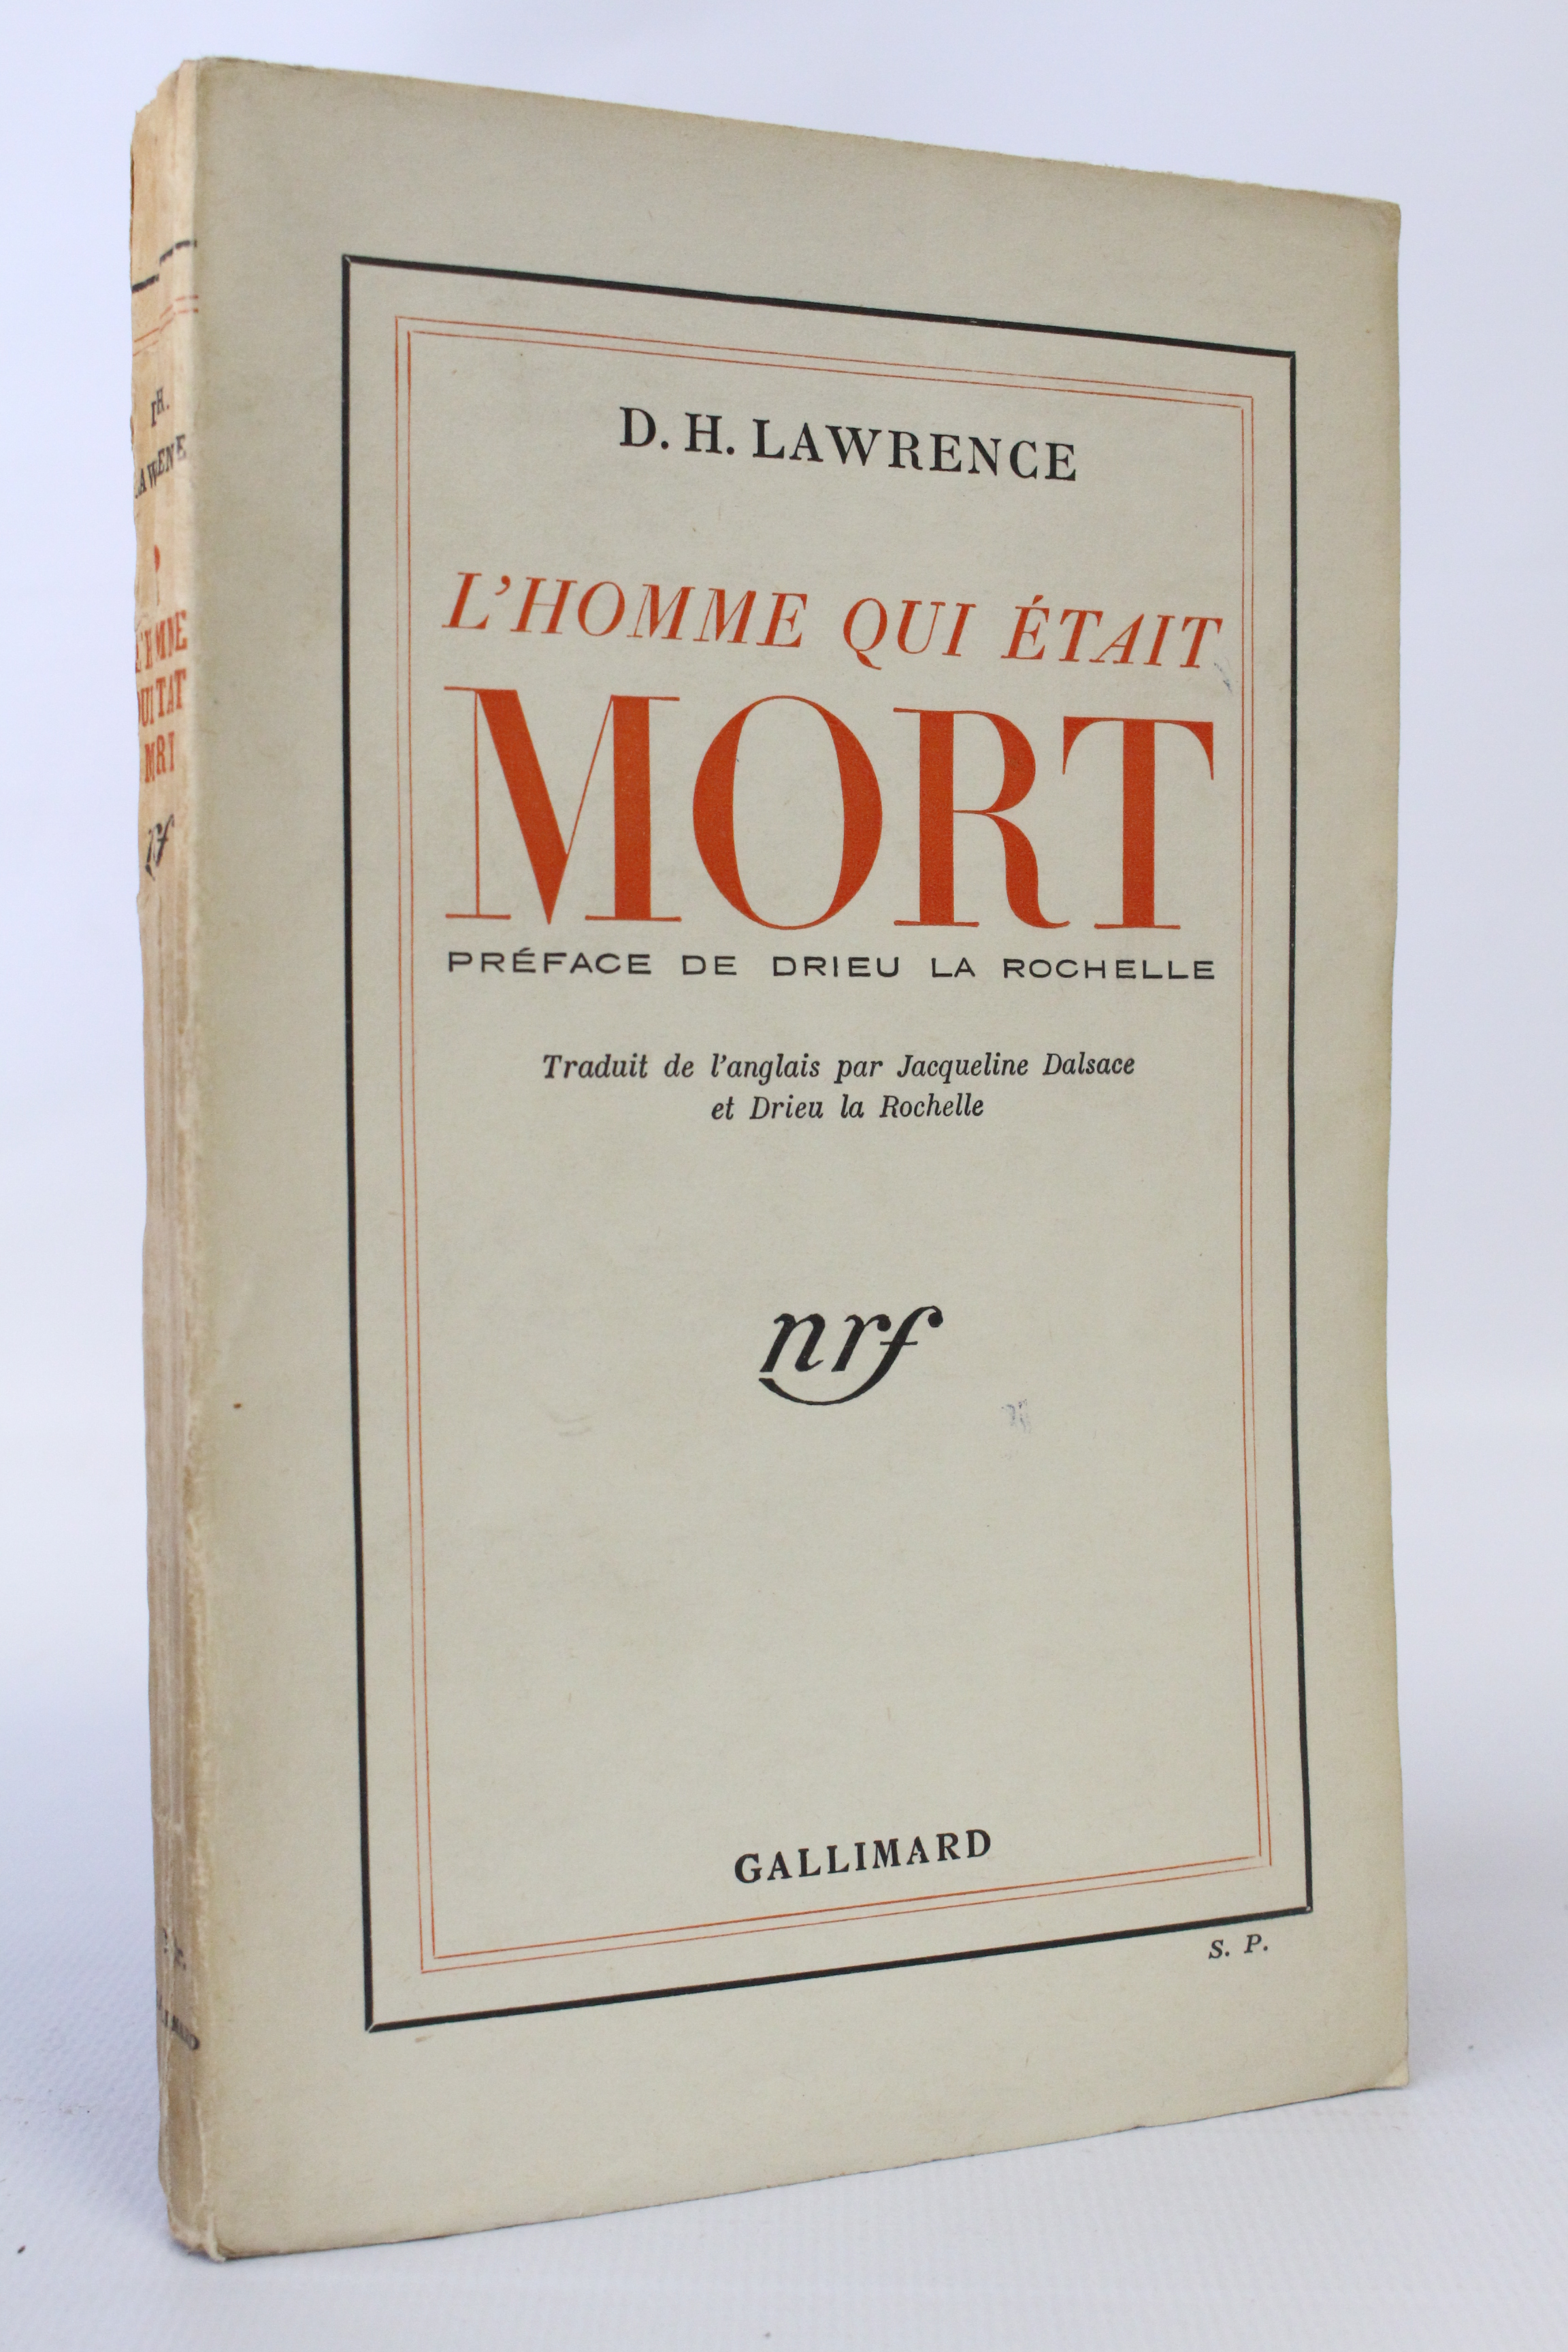 D. H. LAWRENCE
L'HOMME QUI ÉTAIT
MORT
PRÉFACE DE DRIEU LA ROCHELLE
Traduit de l'anglais par Jacqueline Dalsace
et Drieu la Rochelle
nrf
GALLIMARD
S. P.
nrf